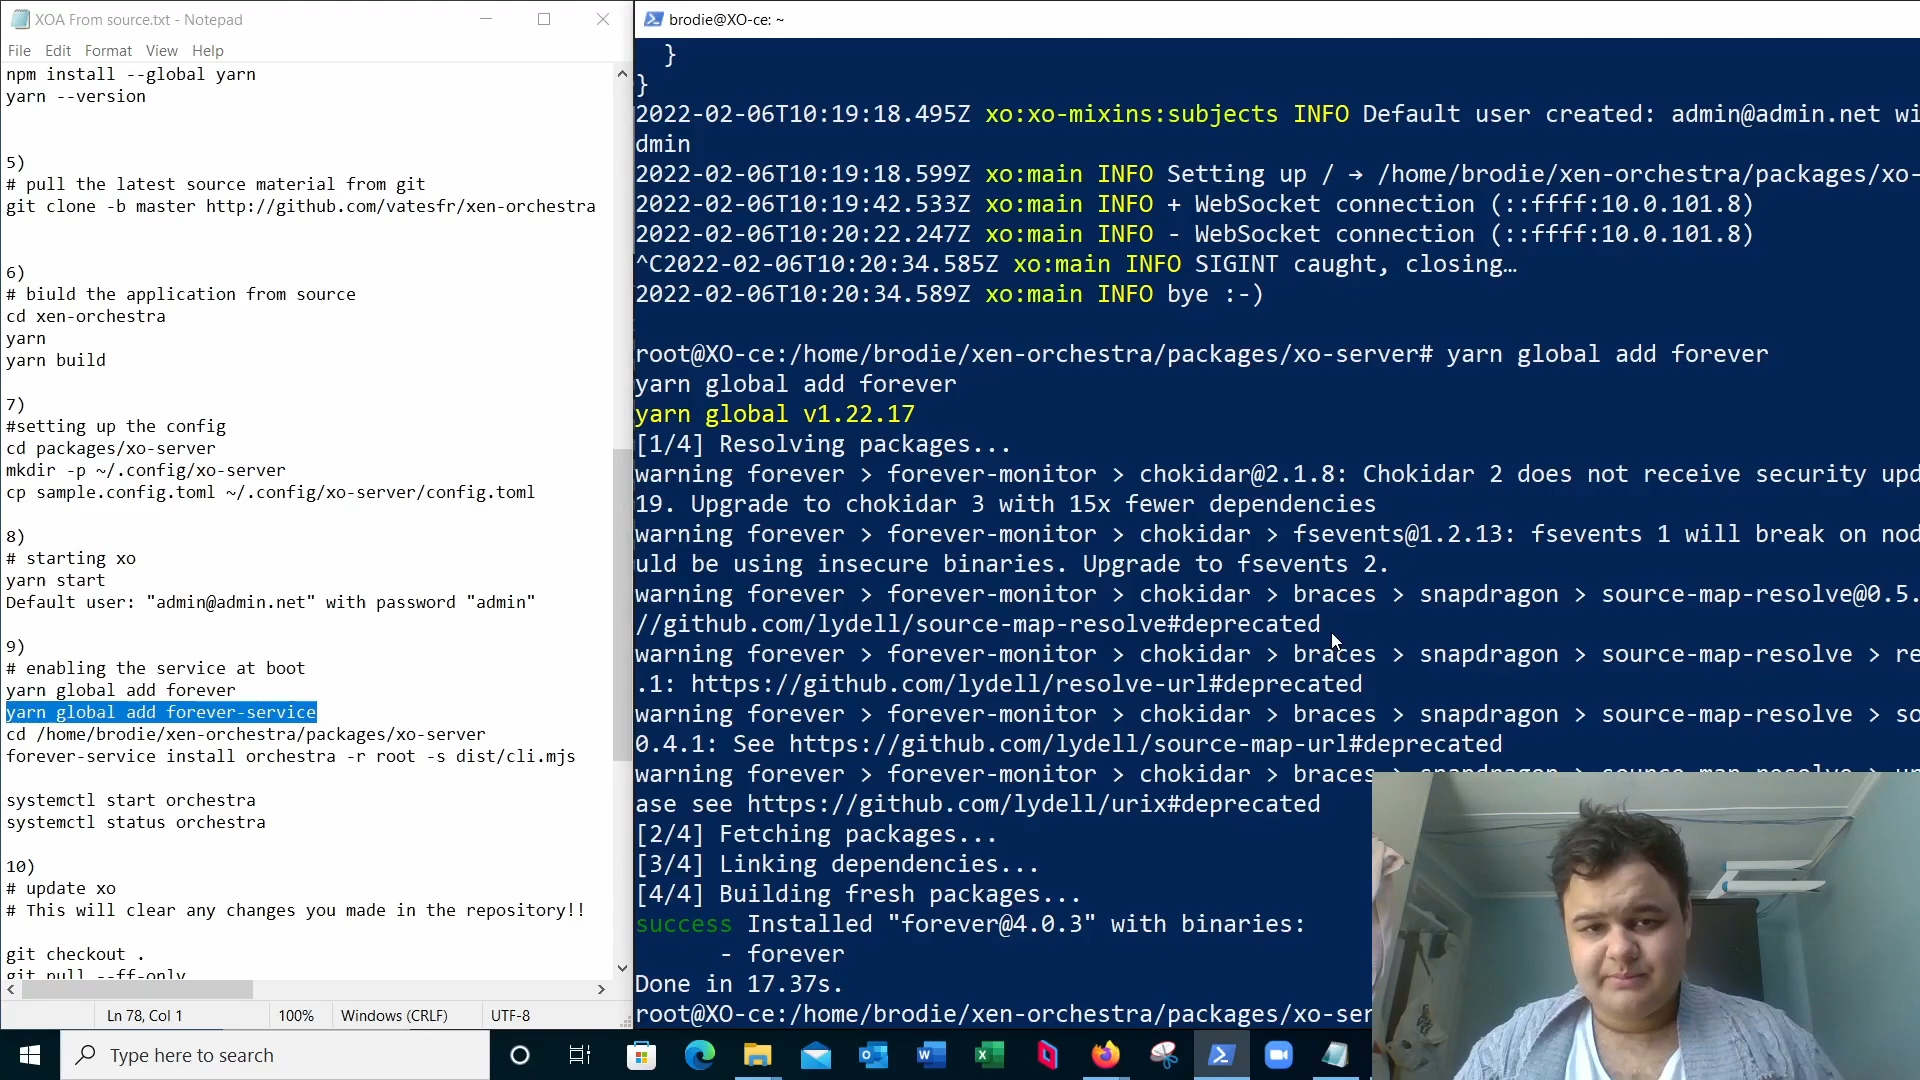 XOA From source.txt - Notepad
File Edit Format View Help
npm install --global yarn
yarn --version
5)
# pull the latest source material from git
git clone -b master http://github.com/vatesfr/xen-orchestra
6)
# biuld the application from source
cd xen-orchestra
yarn
yarn build
7)
#setting up the config
cd packages/xo-server
mkdir -p ~/.config/xo-server
cp sample.config.toml ~/.config/xo-server/config.toml
8)
# starting xo
yarn start
Default user: "admin@admin.net" with password "admin"
9)
# enabling the service at boot
yarn global add forever
yarn global add forever-service
cd /home/brodie/xen-orchestra/packages/xo-server
forever-service install orchestra -r root -s dist/cli.mjs
systemctl start orchestra
systemctl status orchestra
10)
# update xo
# This will clear any changes you made in the repository!!
git checkout .
git pull --ff-only
Ln 78, Col 1 100% Windows (CRLF) UTF-8
brodie@XO-ce: ~
}
}
2022-02-06T10:19:18.495Z xo:xo-mixins:subjects INFO Default user created: admin@admin.net wi
dmin
2022-02-06T10:19:18.599Z xo:main INFO Setting up / → /home/brodie/xen-orchestra/packages/xo-
2022-02-06T10:19:42.533Z xo:main INFO + WebSocket connection (::ffff:10.0.101.8)
2022-02-06T10:20:22.247Z xo:main INFO - WebSocket connection (::ffff:10.0.101.8)
^C2022-02-06T10:20:34.585Z xo:main INFO SIGINT caught, closing…
2022-02-06T10:20:34.589Z xo:main INFO bye :-)
root@XO-ce:/home/brodie/xen-orchestra/packages/xo-server# yarn global add forever
yarn global add forever
yarn global v1.22.17
[1/4] Resolving packages...
warning forever > forever-monitor > chokidar@2.1.8: Chokidar 2 does not receive security upd
19. Upgrade to chokidar 3 with 15x fewer dependencies
warning forever > forever-monitor > chokidar > fsevents@1.2.13: fsevents 1 will break on nod
uld be using insecure binaries. Upgrade to fsevents 2.
warning forever > forever-monitor > chokidar > braces > snapdragon > source-map-resolve@0.5.
//github.com/lydell/source-map-resolve#deprecated
warning forever > forever-monitor > chokidar > braces > snapdragon > source-map-resolve > re
.1: https://github.com/lydell/resolve-url#deprecated
warning forever > forever-monitor > chokidar > braces > snapdragon > source-map-resolve > so
0.4.1: See https://github.com/lydell/source-map-url#deprecated
warning forever > forever-monitor > chokidar > braces > snapdragon > source-map-resolve >
ase see https://github.com/lydell/urix#deprecated
[2/4] Fetching packages...
[3/4] Linking dependencies...
[4/4] Building fresh packages...
success Installed "forever@4.0.3" with binaries:
- forever
Done in 17.37s.
root@XO-ce:/home/brodie/xen-orchestra/packages/xo-ser
Type here to search